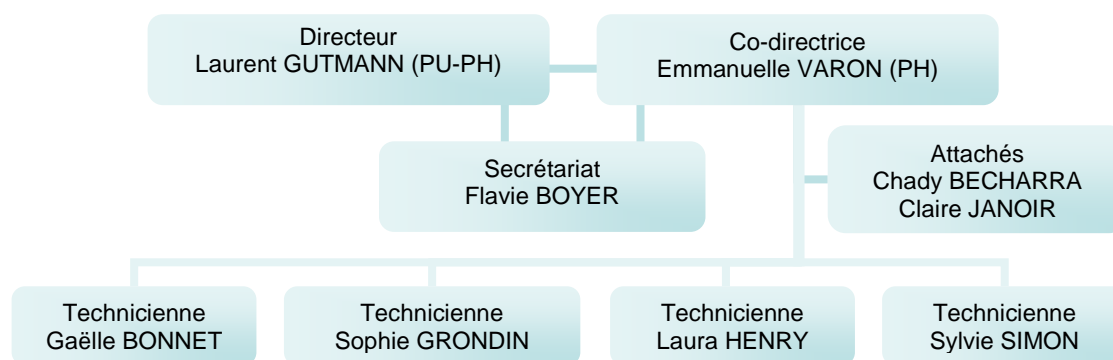 Directeur
Laurent GUTMANN (PU-PH)
Co-directrice
Emmanuelle VARON (PH)
Secrétariat
Flavie BOYER
Attachés
Chady BECHARRA
Claire JANOIR
Technicienne
Gaëlle BONNET
Technicienne
Sophie GRONDIN
Technicienne
Laura HENRY
Technicienne
Sylvie SIMON